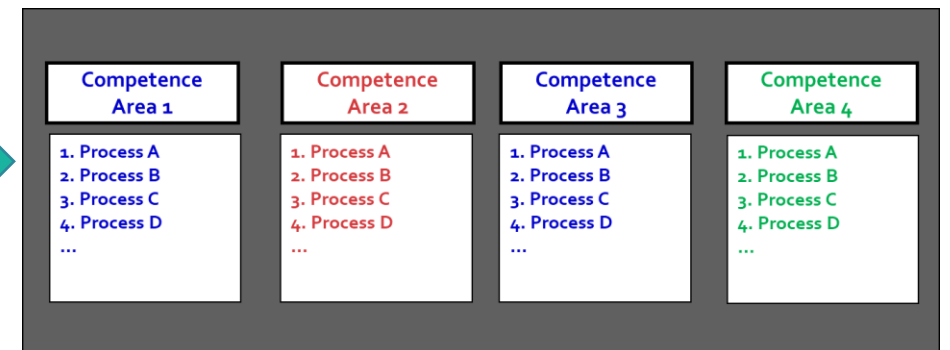 Competence
Area 1
1. Process A
2. Process B
3. Process C
4. Process D
...
Competence
Area 2
1. Process A
2. Process B
3. Process C
4. Process D
...
Competence
Area 3
1. Process A
2. Process B
3. Process C
4. Process D
...
Competence
Area 4
1. Process A
2. Process B
3. Process C
4. Process D
...